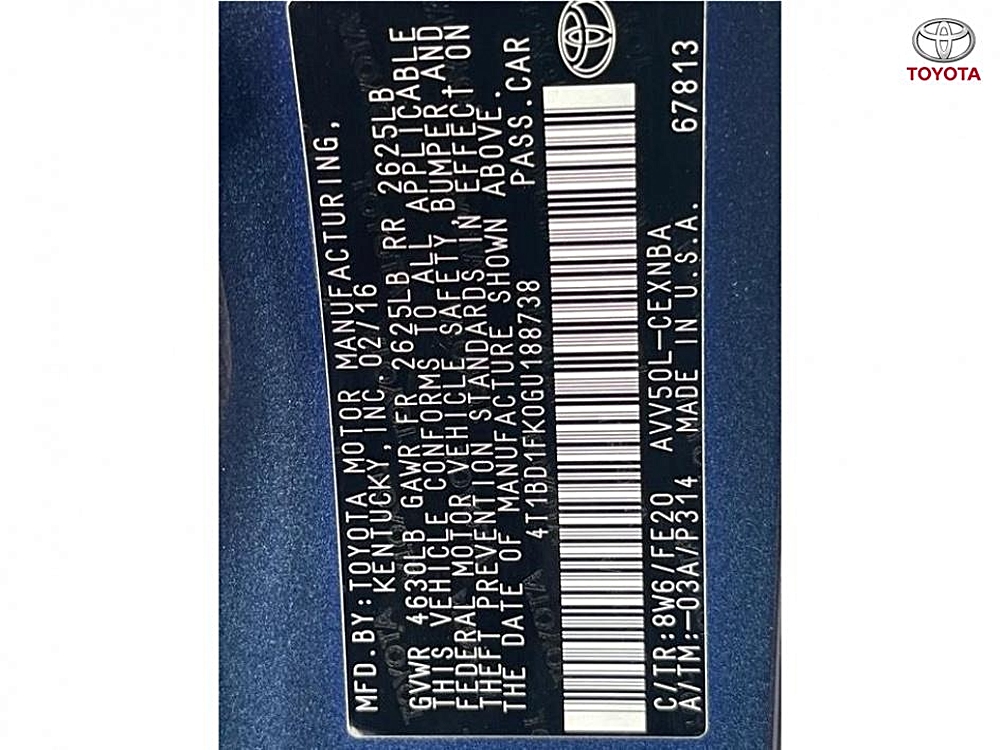 MFD.BY:TOYOTA MOTOR MANUFACTURING,
KENTUCKY,INC. 02/16
GVWR 4630LB GAWR FR 2625LB RR 2625LB
THIS VEHICLE CONFORMS TO ALL APPLICABLE
FEDERAL MOTOR VEHICLE SAFETY,BUMPER,AND
THEFT PREVENTION STANDARDS IN EFFECT ON
THE DATE OF MANUFACTURE SHOWN ABOVE.
4T1BD1FK0GU188738 PASS.CAR
C/TR:8W6/FE20 AVV50L-CEXNBA
A/TM:-03A/P314 MADE IN U.S.A. 67813
TOYOTA